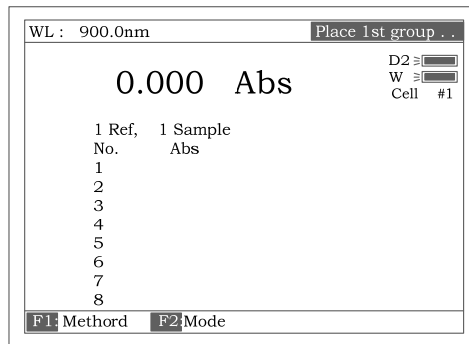 WL : 900.0nm Place 1st group . .
D2
0.000 Abs
W
Cell #1
1 Ref, 1 Sample
No. Abs
1
2
3
4
5
6
7
8
F1: Methord F2:Mode